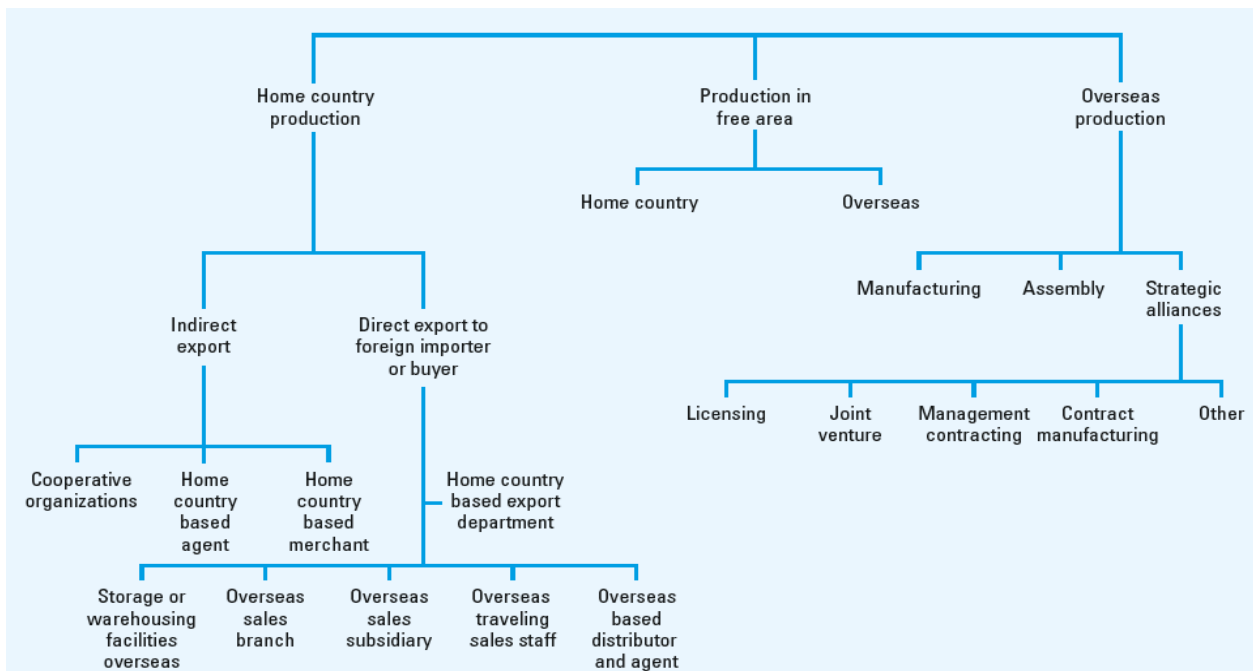 Home country
production
Production in
free area
Overseas
production
Home country
Overseas
Manufacturing
Assembly
Strategic
alliances
Indirect
export
Direct export to
foreign importer
or buyer
Licensing
Joint
venture
Management
contracting
Contract
manufacturing
Other
Cooperative
organizations
Home
country
based
agent
Home
country
based
merchant
Home country
based export
department
Storage or
warehousing
facilities
overseas
Overseas
sales
branch
Overseas
sales
subsidiary
Overseas
traveling
sales staff
Overseas
based
distributor
and agent